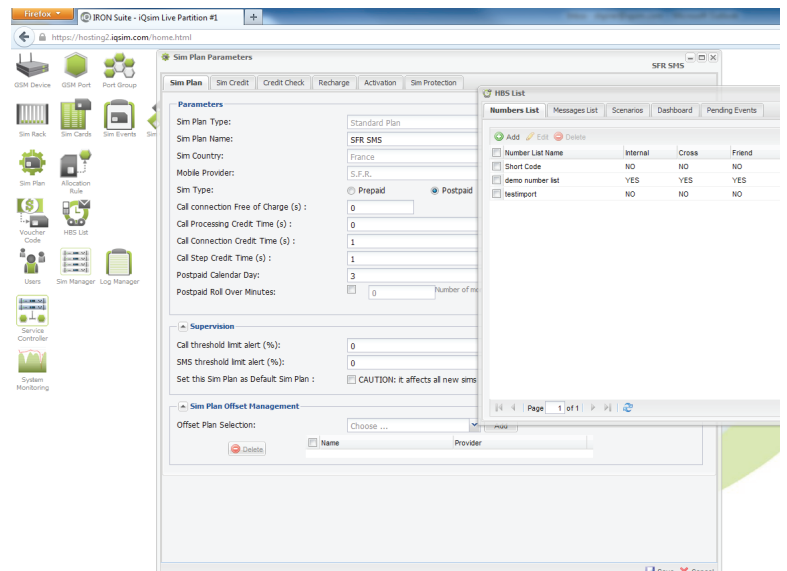 Firefox
IRON Suite - iQsim Live Partition #1
+
https://hosting2.iqsim.com/home.html
GSM Device
GSM Port
Port Group
Sim Rack
Sim Cards
Sim Events
Sim
Sim Plan
Allocation Rule
Voucher Code
HBS List
Users
Sim Manager
Log Manager
Service Controller
System Monitoring
Sim Plan Parameters
SFR SMS
Sim Plan
Sim Credit
Credit Check
Recharge
Activation
Sim Protection
Parameters
Sim Plan Type: Standard Plan
Sim Plan Name: SFR SMS
Sim Country: France
Mobile Provider: S.F.R.
Sim Type: Prepaid Postpaid
Call connection Free of Charge (s) : 0
Call Processing Credit Time (s) : 0
Call Connection Credit Time (s) : 1
Call Step Credit Time (s) : 1
Postpaid Calendar Day: 3
Postpaid Roll Over Minutes: 0 Number of
Supervision
Call threshold limit alert (%): 0
SMS threshold limit alert (%): 0
Set this Sim Plan as Default Sim Plan : CAUTION: it affects all new sims
Sim Plan Offset Management
Offset Plan Selection: Choose ... Add
Delete
Name Provider
Save Cancel
HBS List
Numbers List
Messages List
Scenarios
Dashboard
Pending Events
Add Edit Delete
Number List Name Internal Cross Friend
Short Code NO NO NO
demo number list YES YES YES
testimport NO NO NO
Page 1 of 1